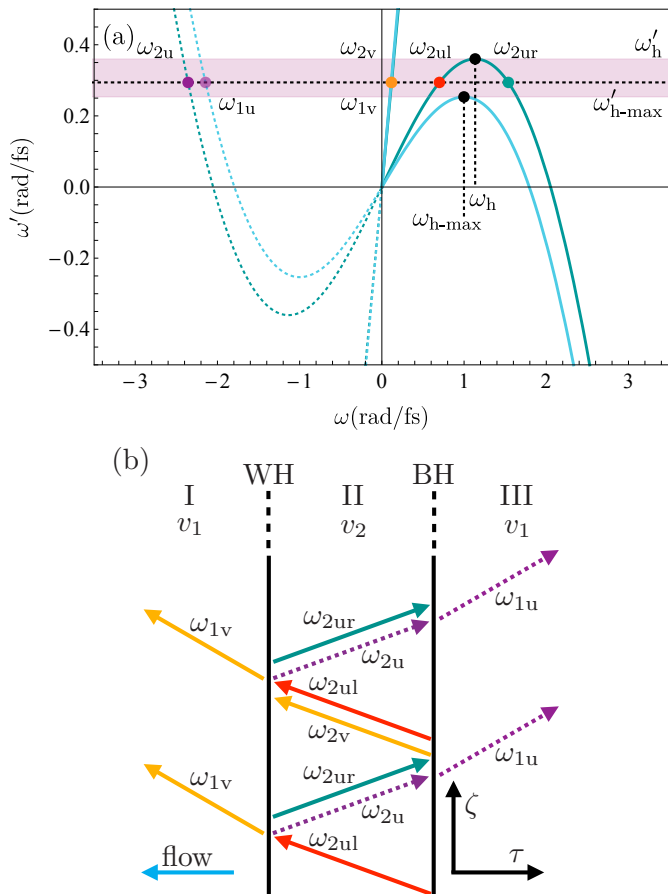 (a)
ω2u
ω2v
ω2ul
ω2ur
ω′h
ω1u
ω1v
ω′h-max
ωh
ωh-max
0.4
0.2
0.0
−0.2
−0.4
ω′(rad/fs)
−3 −2 −1 0 1 2 3
ω(rad/fs)
(b)
WH BH
I II III
v1 v2 v1
ω1v
ω2ur
ω2u
ω1u
ω2ul
ω2v
ω1v
ω2ur
ω2u
ω1u
ω2ul
ζ
τ
flow